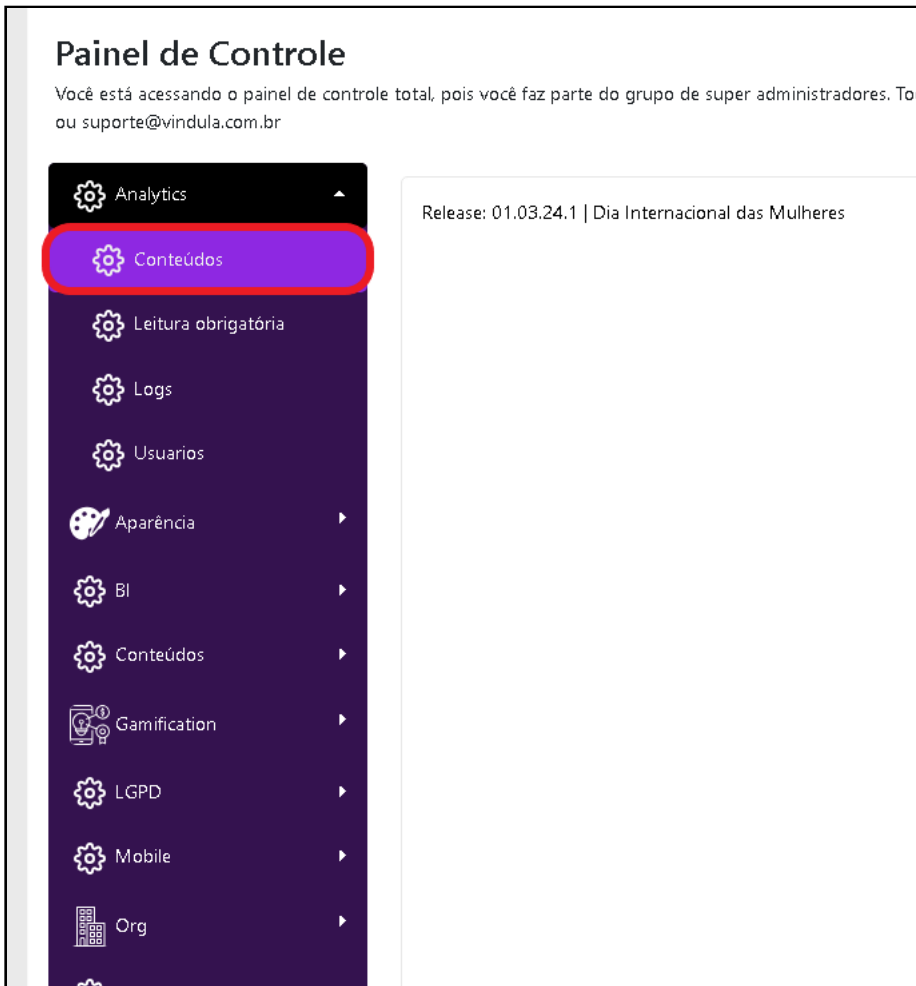 Painel de Controle
Você está acessando o painel de controle total, pois você faz parte do grupo de super administradores. To
ou suporte@vindula.com.br
Analytics
Release: 01.03.24.1 | Dia Internacional das Mulheres
Conteúdos
Leitura obrigatória
Logs
Usuarios
Aparência
BI
Conteúdos
Gamification
LGPD
Mobile
Org